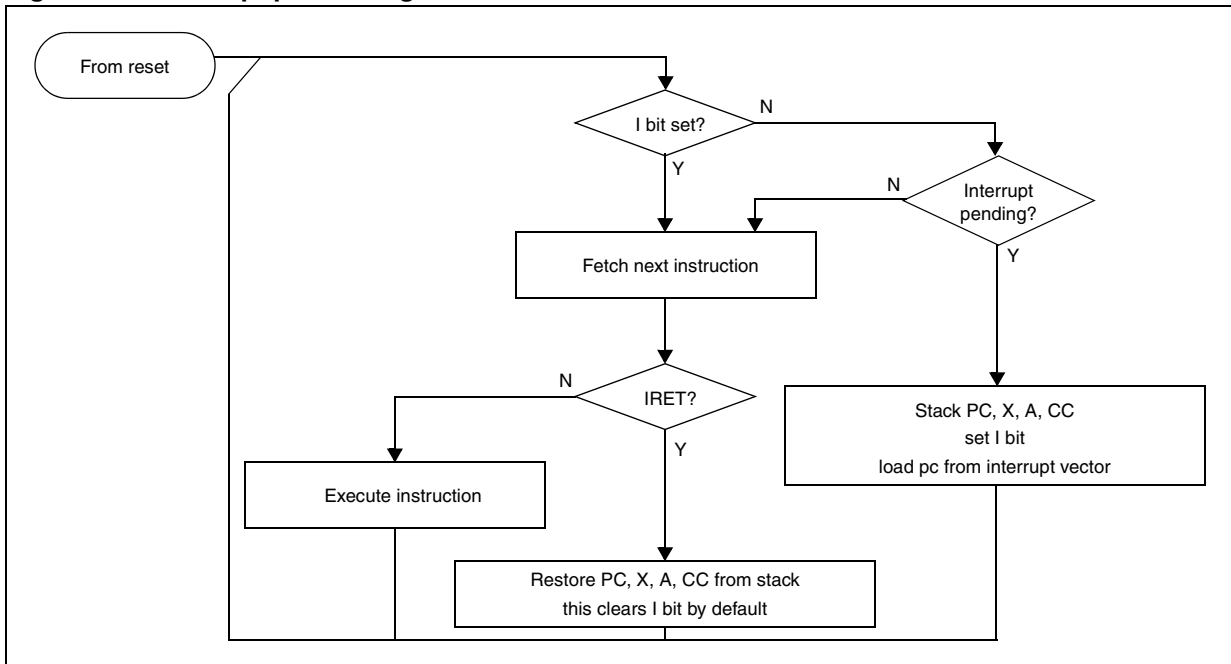 From reset
I bit set?
N
Y
Interrupt
pending?
N
Y
Fetch next instruction
IRET?
N
Y
Stack PC, X, A, CC
set I bit
load pc from interrupt vector
Execute instruction
Restore PC, X, A, CC from stack
this clears I bit by default